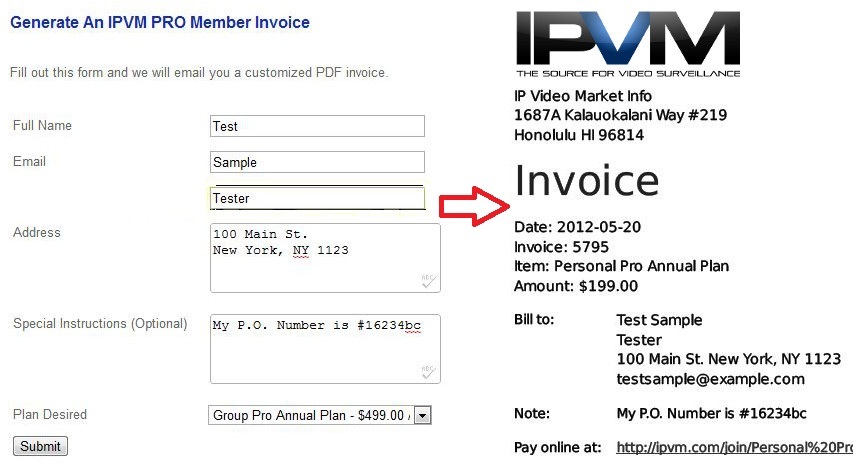 Generate An IPVM PRO Member Invoice
Fill out this form and we will email you a customized PDF invoice.
Full Name
Test
Email
Sample
Tester
Address
100 Main St.
New York, NY 1123
ABC
Special Instructions (Optional)
My P.O. Number is #16234bc
ABC
Plan Desired
Group Pro Annual Plan - $499.00 /
Submit
IPVM
THE SOURCE FOR VIDEO SURVEILLANCE
IP Video Market Info
1687A Kalauokalani Way #219
Honolulu HI 96814
Invoice
Date: 2012-05-20
Invoice: 5795
Item: Personal Pro Annual Plan
Amount: $199.00
Bill to:
Test Sample
Tester
100 Main St. New York, NY 1123
testsample@example.com
Note:
My P.O. Number is #16234bc
Pay online at:
http://ipvm.com/join/Personal%20Pro